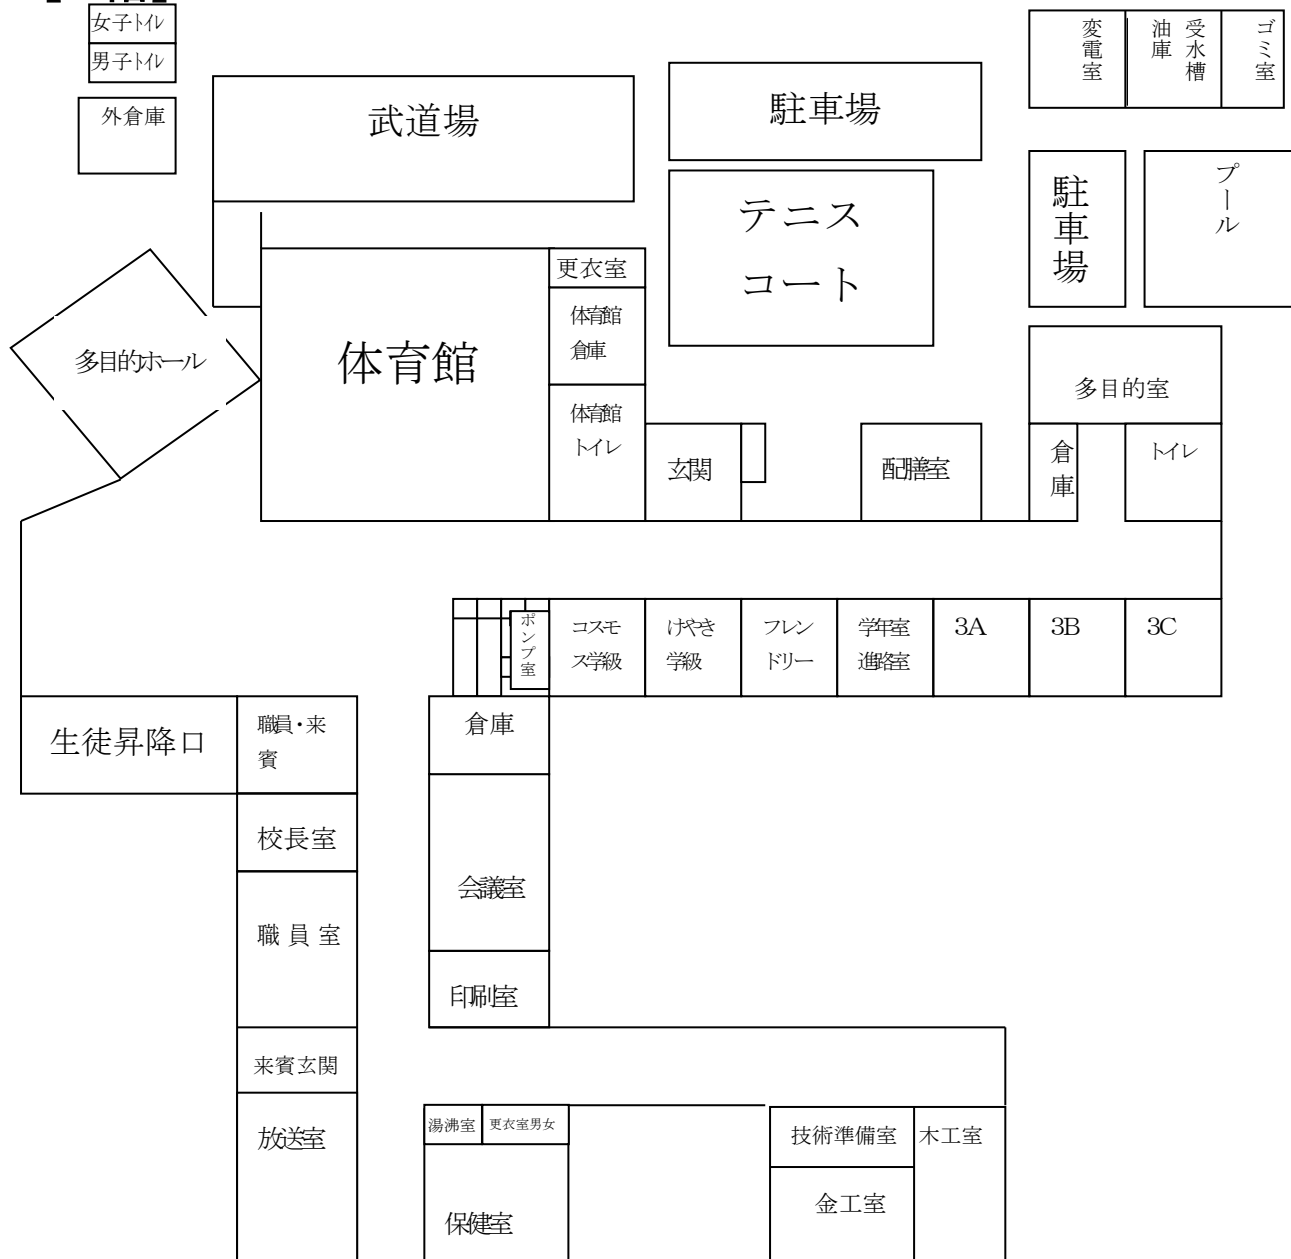 女子トイレ
男子トイレ
外倉庫
武道場
駐車場
変電室
油庫
受水槽
ゴミ室
テニス
コート
駐車場
プール
多目的ホール
体育館
更衣室
体育館
倉庫
体育館
トイレ
玄関
配膳室
多目的室
倉庫
トイレ
ポンプ室
コスモ
ス学級
けやき
学級
フレン
ドリー
学年室
進路室
3A
3B
3C
生徒昇降口
職員・来
賓
倉庫
校長室
会議室
職員室
印刷室
来賓玄関
放送室
湯沸室
更衣室男女
保健室
技術準備室
木工室
金工室